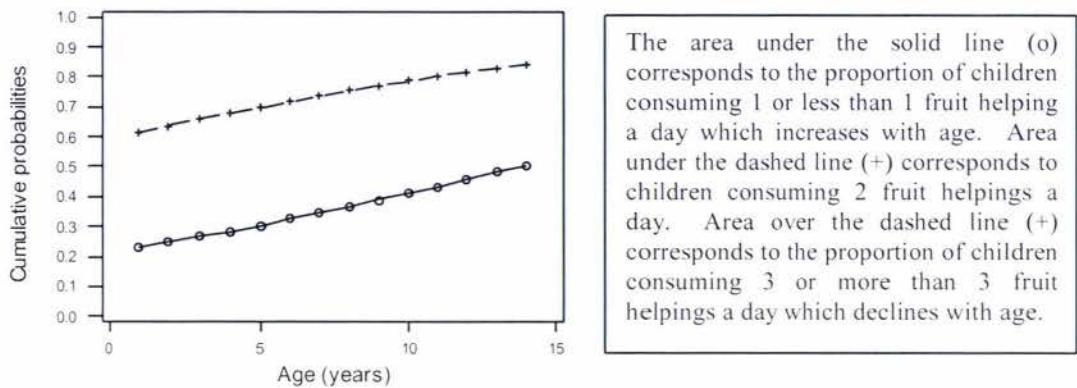 1.0
0.9
0.8
0.7
0.6
0.5
0.4
0.3
0.2
0.1
0.0
Cumulative probabilities
0 5 10 15
Age (years)
The area under the solid line (o)
corresponds to the proportion of children
consuming 1 or less than 1 fruit helping
a day which increases with age. Area
under the dashed line (+) corresponds to
children consuming 2 fruit helpings a
day. Area over the dashed line (+)
corresponds to the proportion of children
consuming 3 or more than 3 fruit
helpings a day which declines with age.